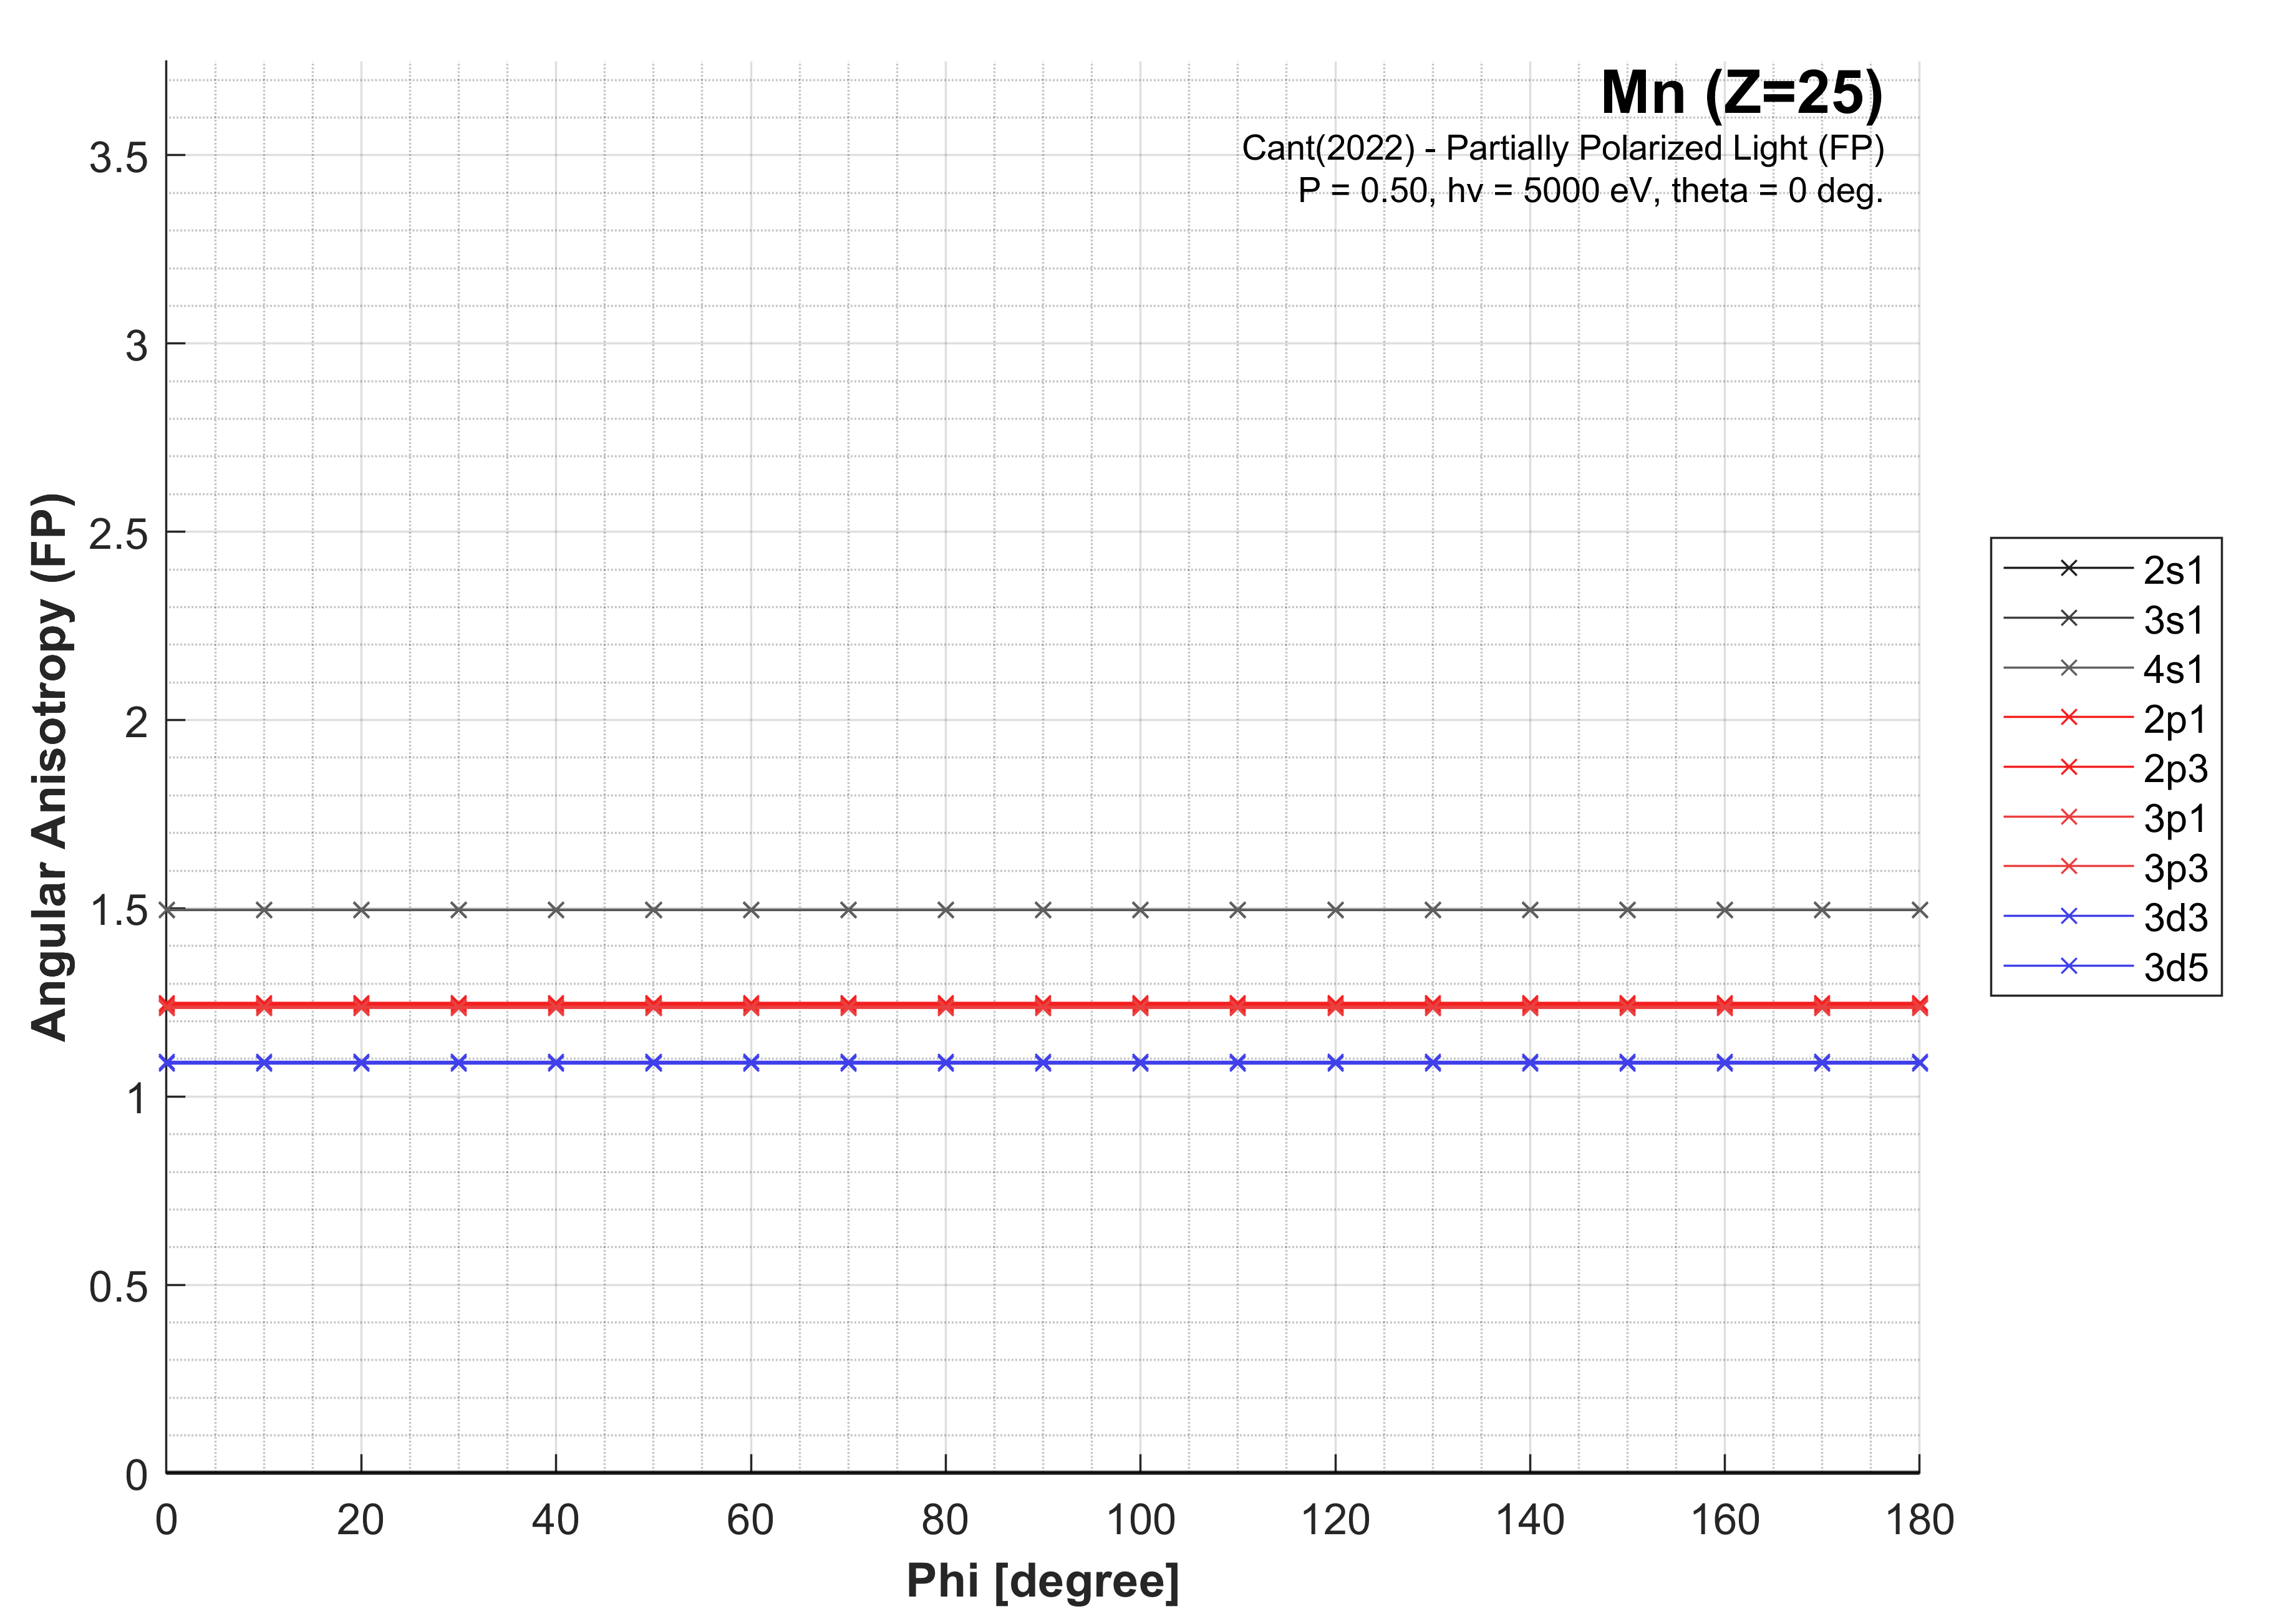 Mn (Z=25)
Cant(2022) - Partially Polarized Light (FP)
P = 0.50, hv = 5000 eV, theta = 0 deg.
Angular Anisotropy (FP)
3.5
3
2.5
2
1.5
1
0.5
0
0 20 40 60 80 100 120 140 160 180
Phi [degree]
2s1
3s1
4s1
2p1
2p3
3p1
3p3
3d3
3d5